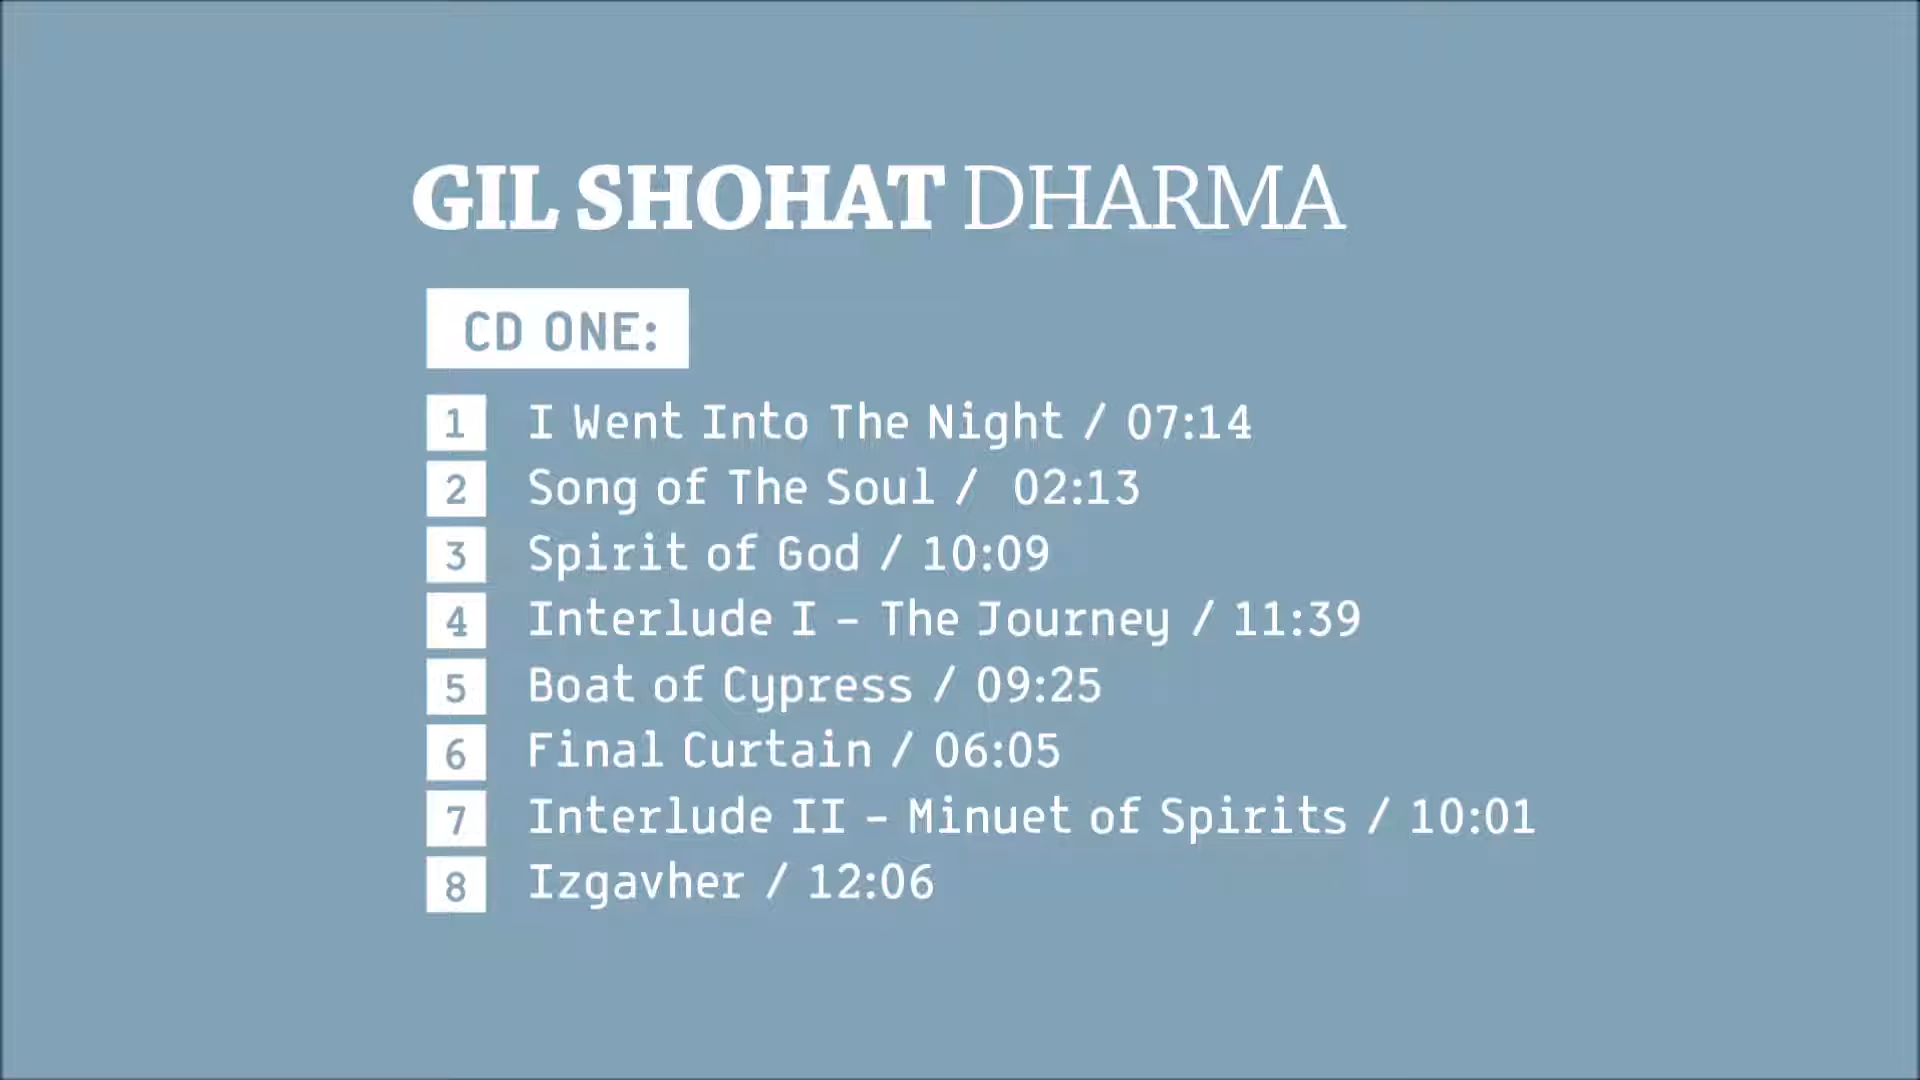 GIL SHOHAT DHARMA
CD ONE:
1 I Went Into The Night / 07:14
2 Song of The Soul / 02:13
3 Spirit of God / 10:09
4 Interlude I – The Journey / 11:39
5 Boat of Cypress / 09:25
6 Final Curtain / 06:05
7 Interlude II – Minuet of Spirits / 10:01
8 Izgavher / 12:06